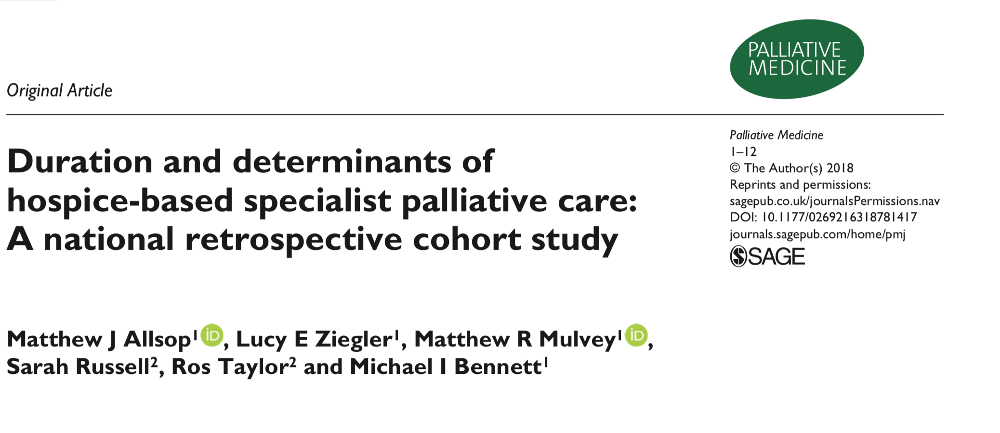 PALLIATIVE
MEDICINE
Original Article
Duration and determinants of
hospice-based specialist palliative care:
A national retrospective cohort study
Palliative Medicine
1–12
© The Author(s) 2018
Reprints and permissions:
sagepub.co.uk/journalsPermissions.nav
DOI: 10.1177/0269216318781417
journals.sagepub.com/home/pmj
SAGE
Matthew J Allsop¹ iD, Lucy E Ziegler¹, Matthew R Mulvey¹ iD,
Sarah Russell², Ros Taylor² and Michael I Bennett¹